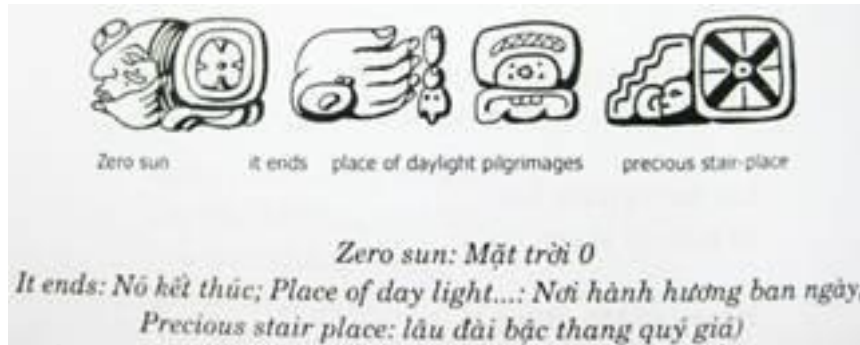 Zero sun it ends place of daylight pilgrimages precious stair-place
Zero sun: Mặt trời 0
It ends: Nó kết thúc; Place of day light...: Nơi hành hương ban ngày,
Precious stair place: lâu đài bậc thang quý giá)